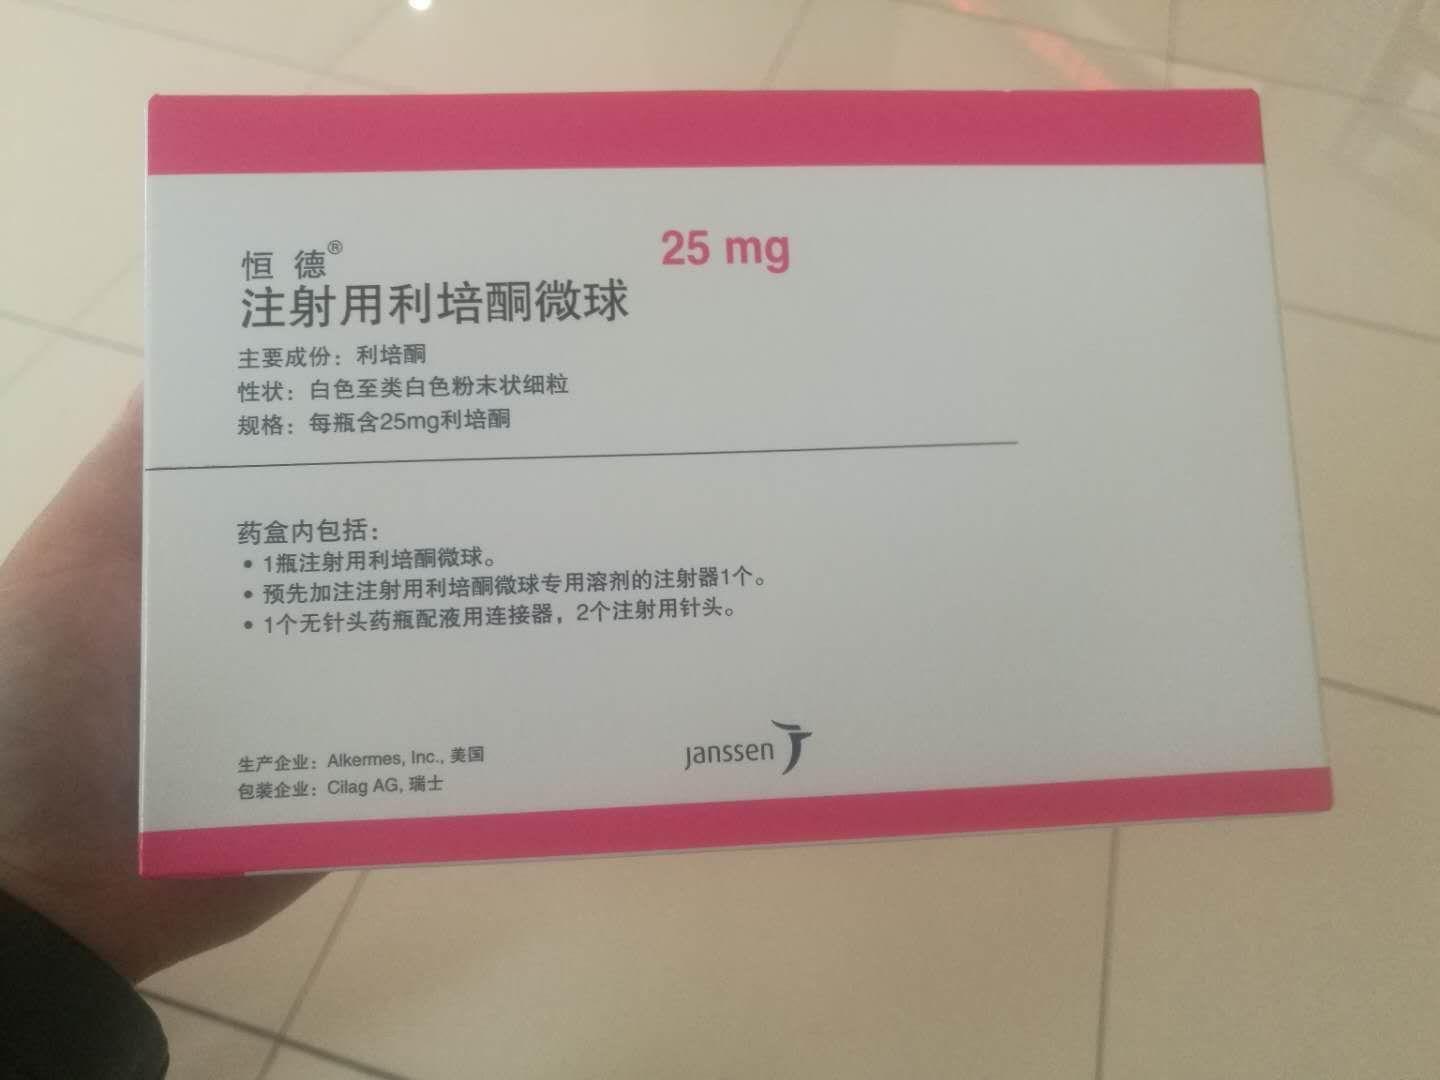 恒德®
25 mg
注射用利培酮微球
主要成份：利培酮
性状：白色至类白色粉末状细粒
规格：每瓶含25mg利培酮
药盒内包括：
• 1瓶注射用利培酮微球。
• 预先加注注射用利培酮微球专用溶剂的注射器1个。
• 1个无针头药瓶配液用连接器，2个注射用针头。
生产企业：Alkermes, Inc., 美国
包装企业：Cilag AG, 瑞士
janssen